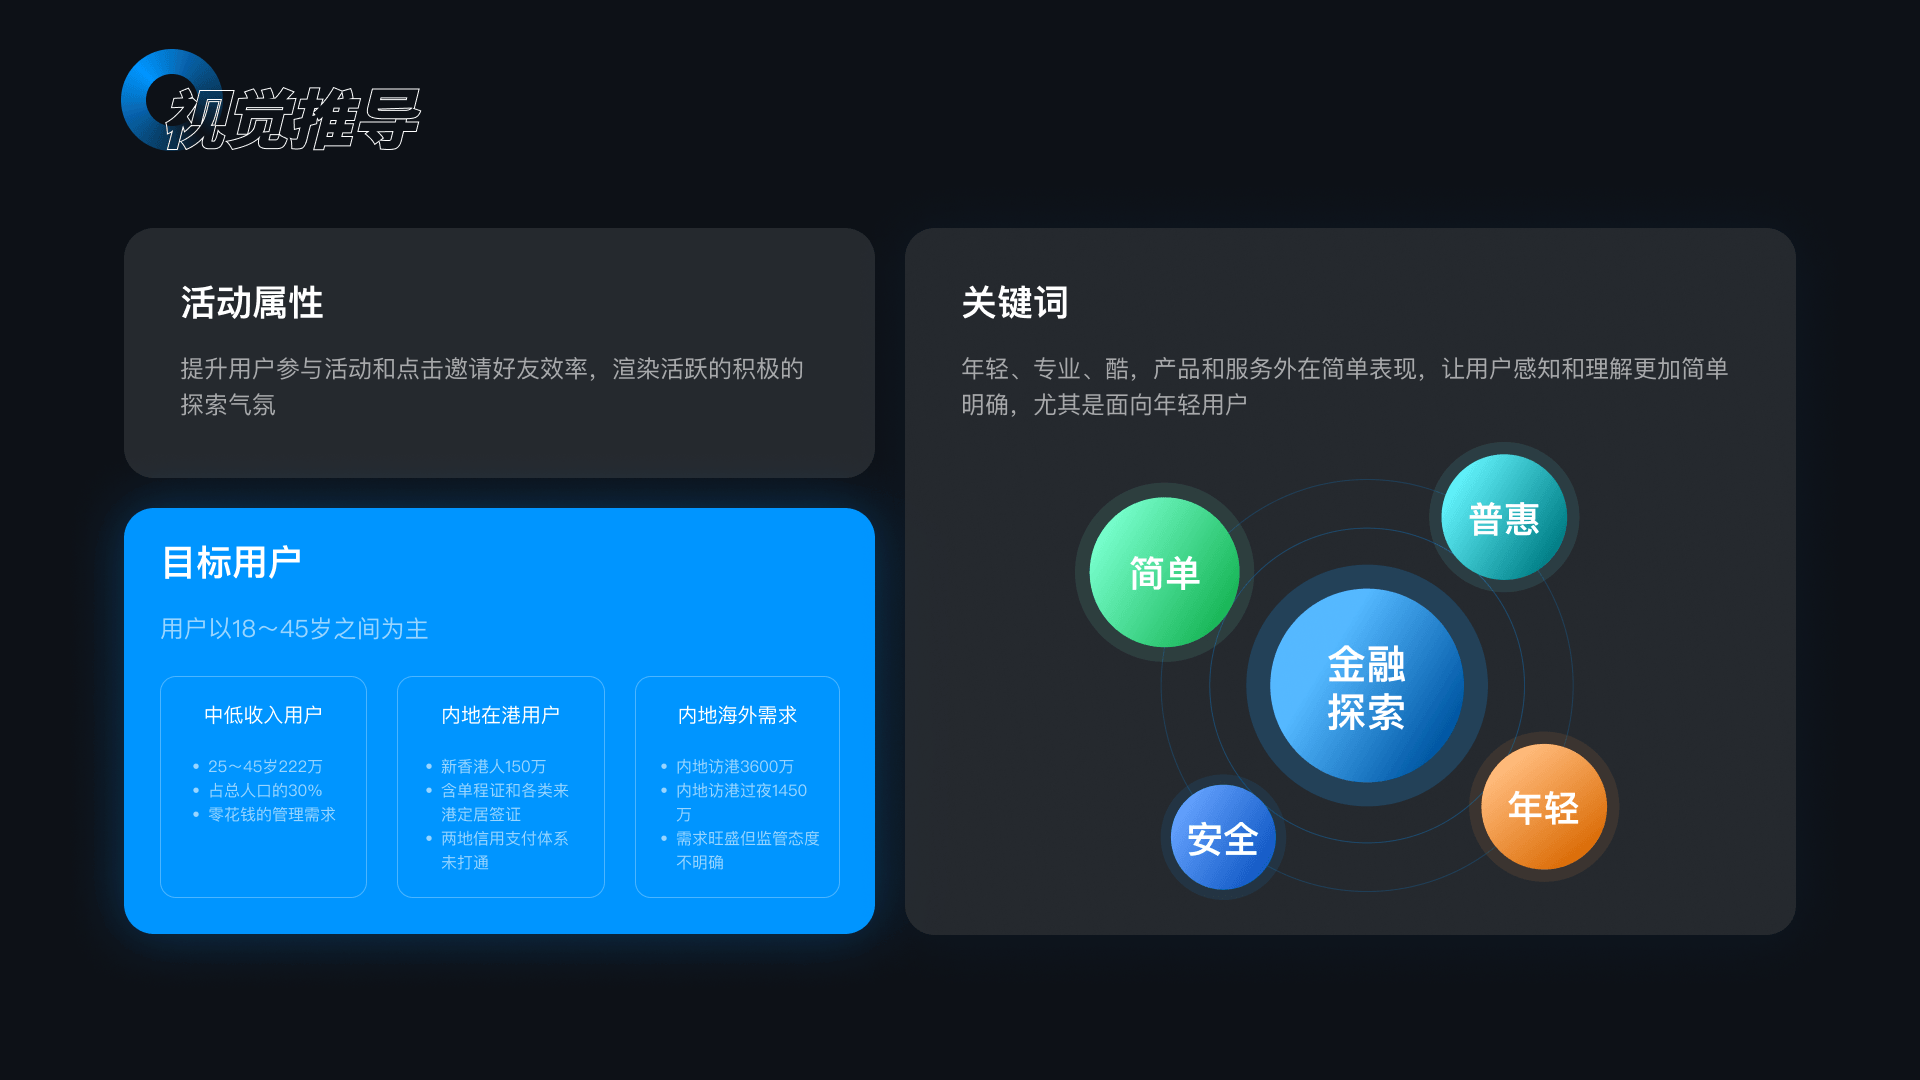 视觉推导
活动属性
提升用户参与活动和点击邀请好友效率，渲染活跃的积极的
探索气氛
目标用户
用户以18～45岁之间为主
中低收入用户
25～45岁222万
占总人口的30%
零花钱的管理需求
内地在港用户
新香港人150万
含单程证和各类来
港定居签证
两地信用支付体系
未打通
内地海外需求
内地访港3600万
内地访港过夜1450
万
需求旺盛但监管态度
不明确
关键词
年轻、专业、酷，产品和服务外在简单表现，让用户感知和理解更加简单
明确，尤其是面向年轻用户
普惠
简单
金融
探索
年轻
安全